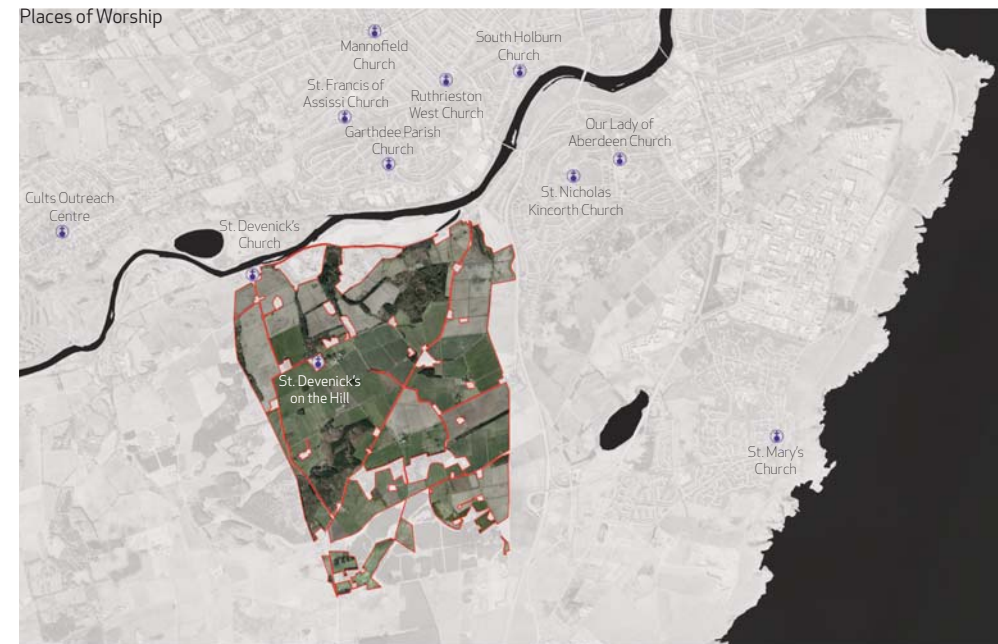 Places of Worship
Mannofield
Church
South Holburn
Church
St. Francis of
Assissi Church
Ruthrieston
West Church
Garthdee Parish
Church
Our Lady of
Aberdeen Church
St. Nicholas
Kincorth Church
Cults Outreach
Centre
St. Devenick's
Church
St. Devenick's
on the Hill
St. Mary's
Church